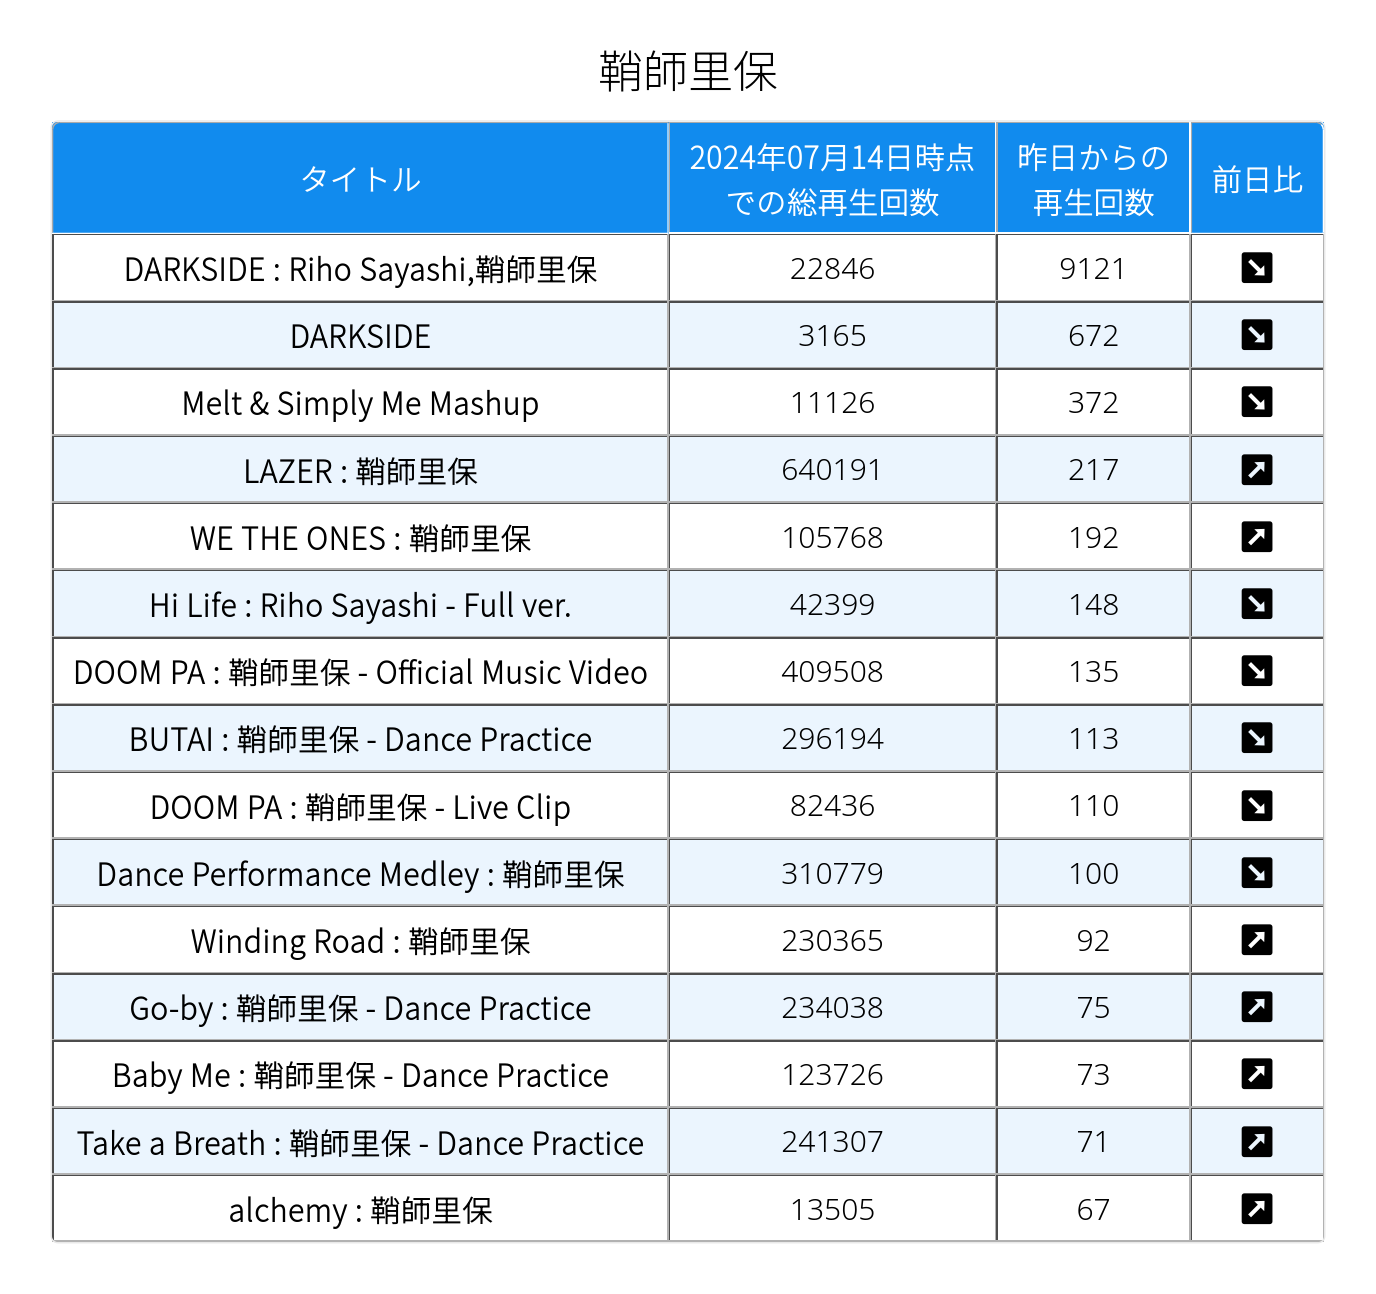 鞘師里保
タイトル
2024年07月14日時点
での総再生回数
昨日からの
再生回数
前日比
DARKSIDE : Riho Sayashi,鞘師里保 22846 9121
DARKSIDE 3165 672
Melt & Simply Me Mashup 11126 372
LAZER : 鞘師里保 640191 217
WE THE ONES : 鞘師里保 105768 192
Hi Life : Riho Sayashi - Full ver. 42399 148
DOOM PA : 鞘師里保 - Official Music Video 409508 135
BUTAI : 鞘師里保 - Dance Practice 296194 113
DOOM PA : 鞘師里保 - Live Clip 82436 110
Dance Performance Medley : 鞘師里保 310779 100
Winding Road : 鞘師里保 230365 92
Go-by : 鞘師里保 - Dance Practice 234038 75
Baby Me : 鞘師里保 - Dance Practice 123726 73
Take a Breath : 鞘師里保 - Dance Practice 241307 71
alchemy : 鞘師里保 13505 67